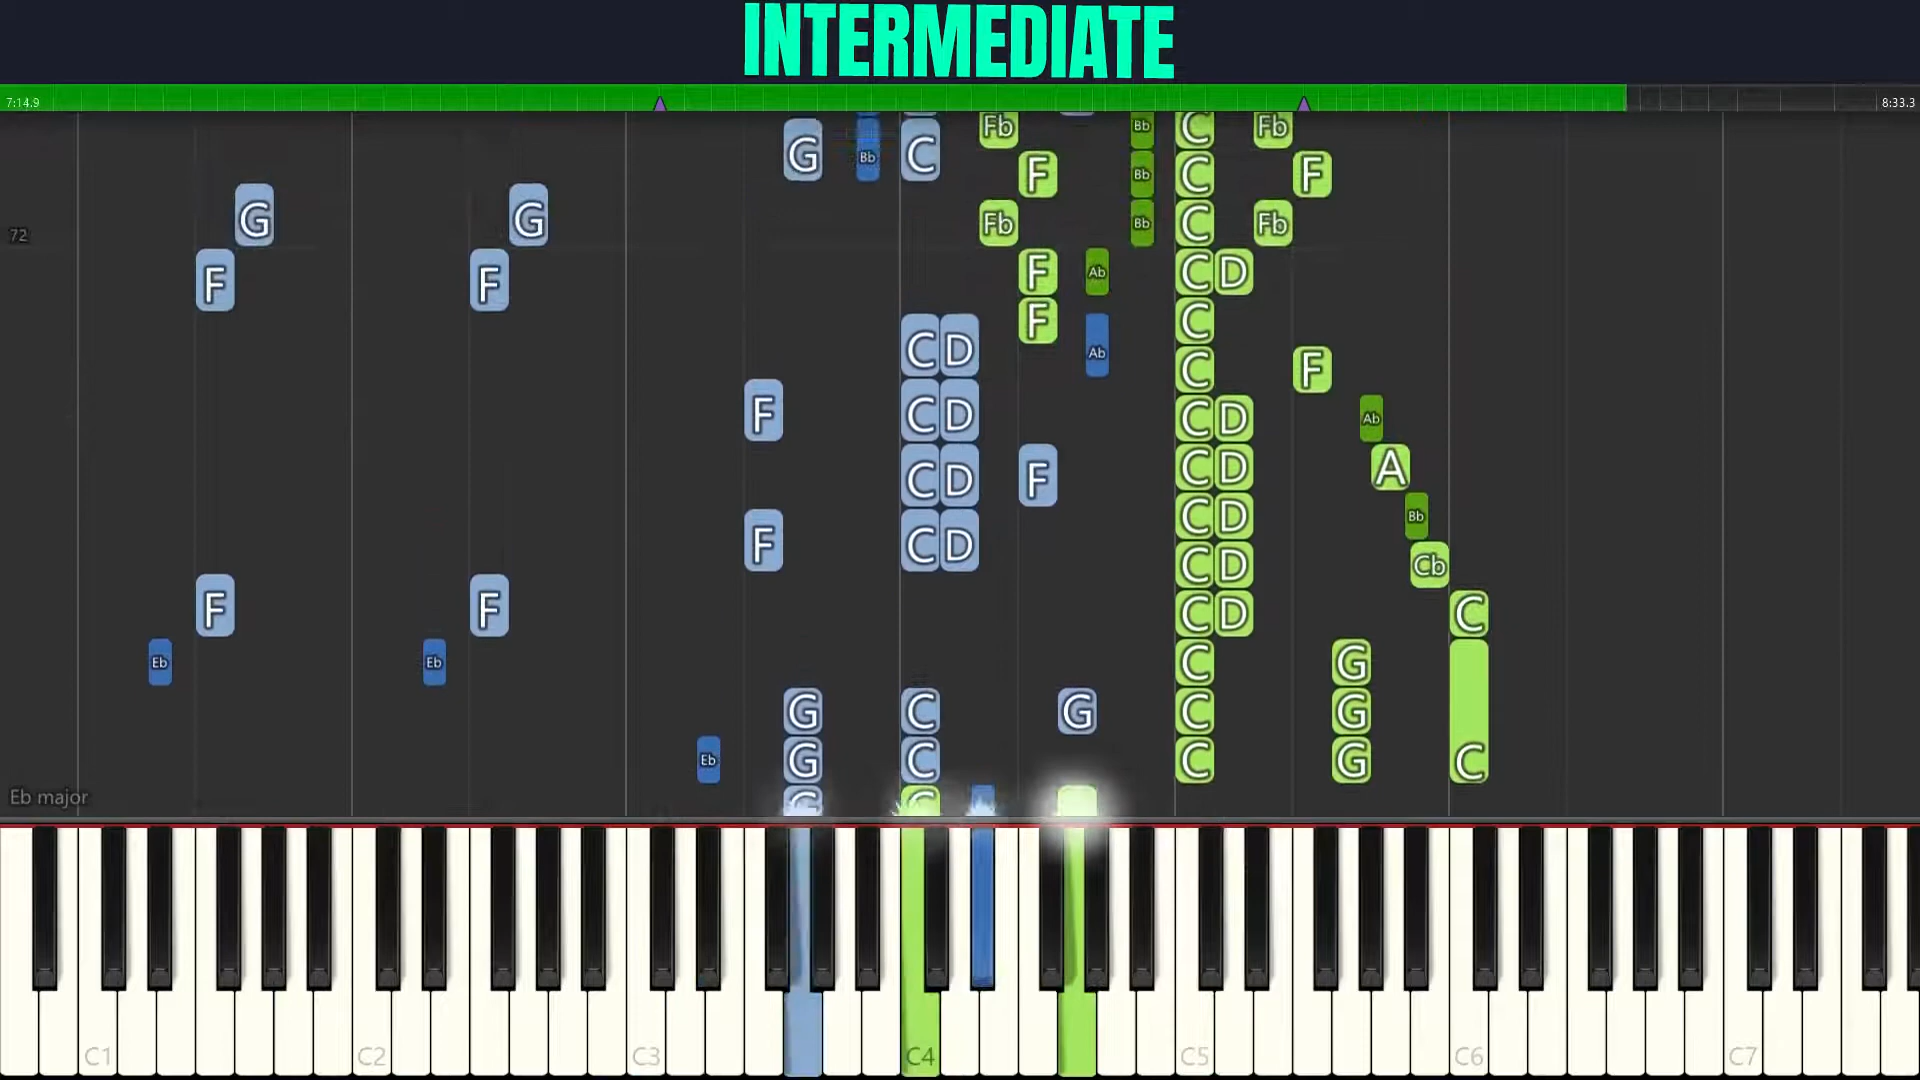 INTERMEDIATE
7:14.9 8:33.3
Fb Bb C Fb
G Bb C F Bb C F
G G Fb Bb C Fb
72
F F F Ab C D
F C
C D Ab C F
F C D C D Ab
C D F C D A
C D Bb
F C D C D Cb
F F C D C
Eb Eb C G
G C G C G
Eb G C C G C
Eb major G C
C1 C2 C3 C4 C5 C6 C7